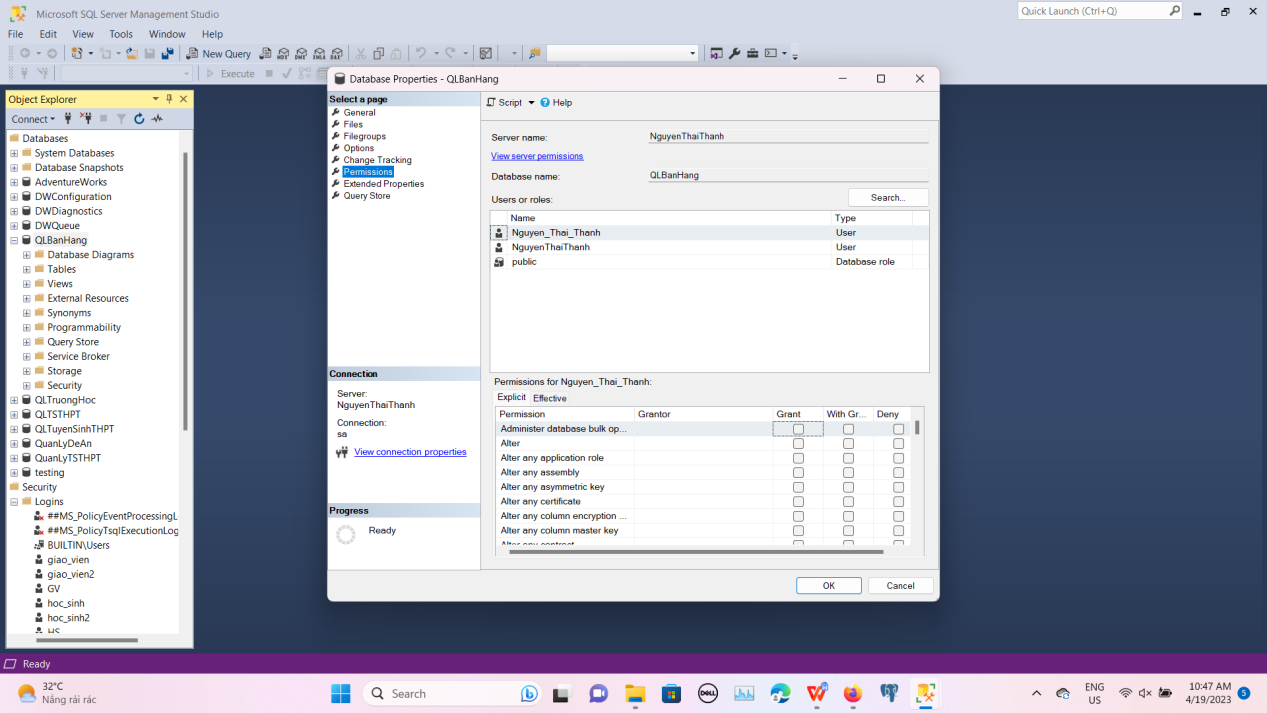 Microsoft SQL Server Management Studio
Quick Launch (Ctrl+Q)
File Edit View Tools Window Help
New Query
Execute
Object Explorer
Connect
Databases
System Databases
Database Snapshots
AdventureWorks
DWConfiguration
DWDiagnostics
DWQueue
QLBanHang
Database Diagrams
Tables
Views
External Resources
Synonyms
Programmability
Query Store
Service Broker
Storage
Security
QLTruongHoc
QLTSTHPT
QLTuyenSinhTHPT
QuanLyDeAn
QuanLyTSTHPT
testing
Security
Logins
##MS_PolicyEventProcessingL
##MS_PolicyTsqlExecutionLog
BUILTIN\Users
giao_vien
giao_vien2
GV
hoc_sinh
hoc_sinh2
HS
Database Properties - QLBanHang
Select a page
General
Files
Filegroups
Options
Change Tracking
Permissions
Extended Properties
Query Store
Connection
Server:
NguyenThaiThanh
Connection:
sa
View connection properties
Progress
Ready
Script Help
Server name: NguyenThaiThanh
View server permissions
Database name: QLBanHang
Users or roles: Search...
Name Type
Nguyen_Thai_Thanh User
NguyenThaiThanh User
public Database role
Permissions for Nguyen_Thai_Thanh:
Explicit Effective
Permission Grantor Grant With Gr... Deny
Administer database bulk op...
Alter
Alter any application role
Alter any assembly
Alter any asymmetric key
Alter any certificate
Alter any column encryption ...
Alter any column master key
Alter any contract
OK Cancel
Ready
32°C
Nắng rải rác
Search
DELL
ENG
US
10:47 AM
4/19/2023
5